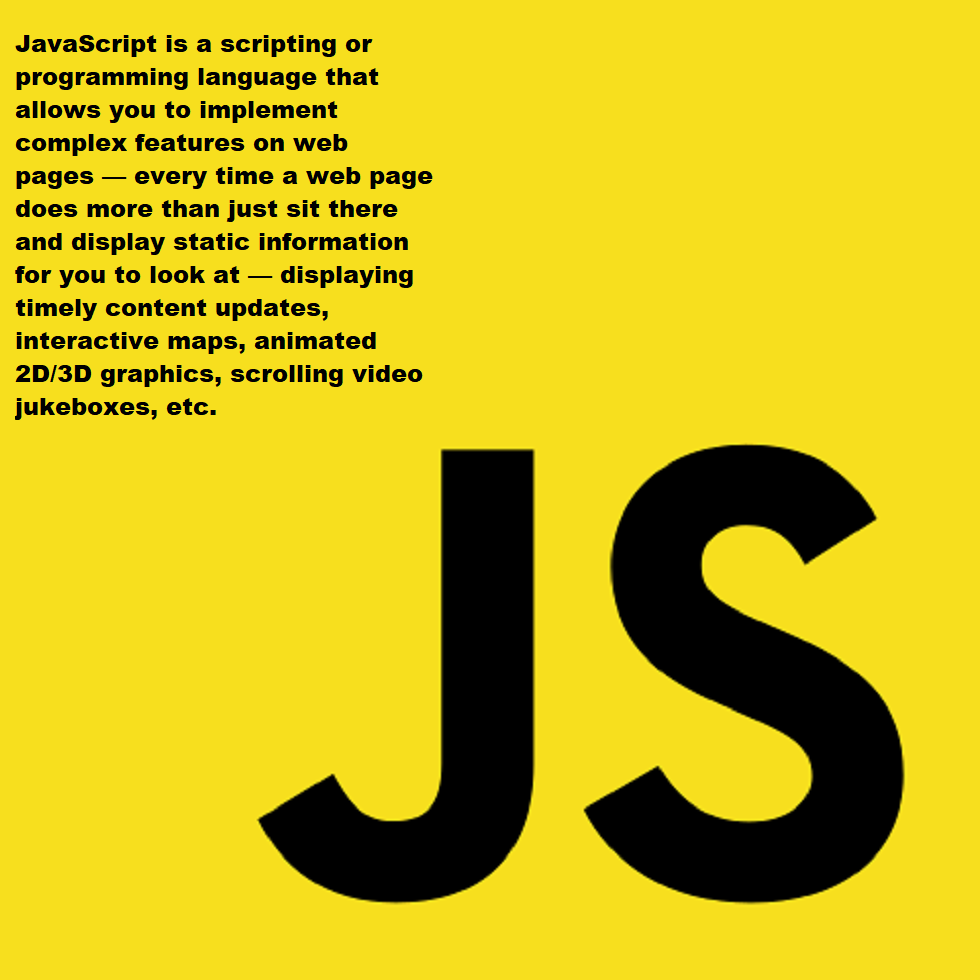 JavaScript is a scripting or
programming language that
allows you to implement
complex features on web
pages — every time a web page
does more than just sit there
and display static information
for you to look at — displaying
timely content updates,
interactive maps, animated
2D/3D graphics, scrolling video
jukeboxes, etc.
JS